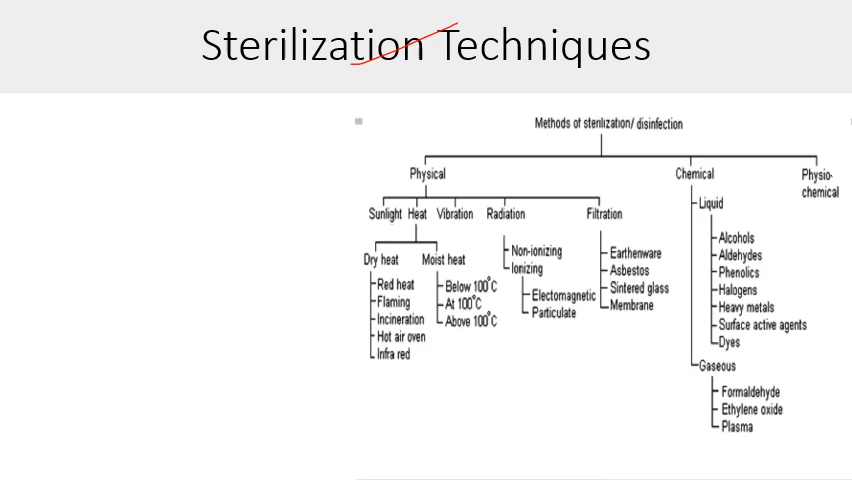 Sterilization Techniques
Methods of sterilization/ disinfection
Physical
Chemical
Physio-
chemical
Sunlight
Heat
Vibration
Radiation
Filtration
Dry heat
Red heat
Flaming
Incineration
Hot air oven
Infra red
Moist heat
Below 100°C
At 100°C
Above 100°C
Non-ionizing
Ionizing
Electomagnetic
Particulate
Earthenware
Asbestos
Sintered glass
Membrane
Liquid
Alcohols
Aldehydes
Phenolics
Halogens
Heavy metals
Surface active agents
Dyes
Gaseous
Formaldehyde
Ethylene oxide
Plasma